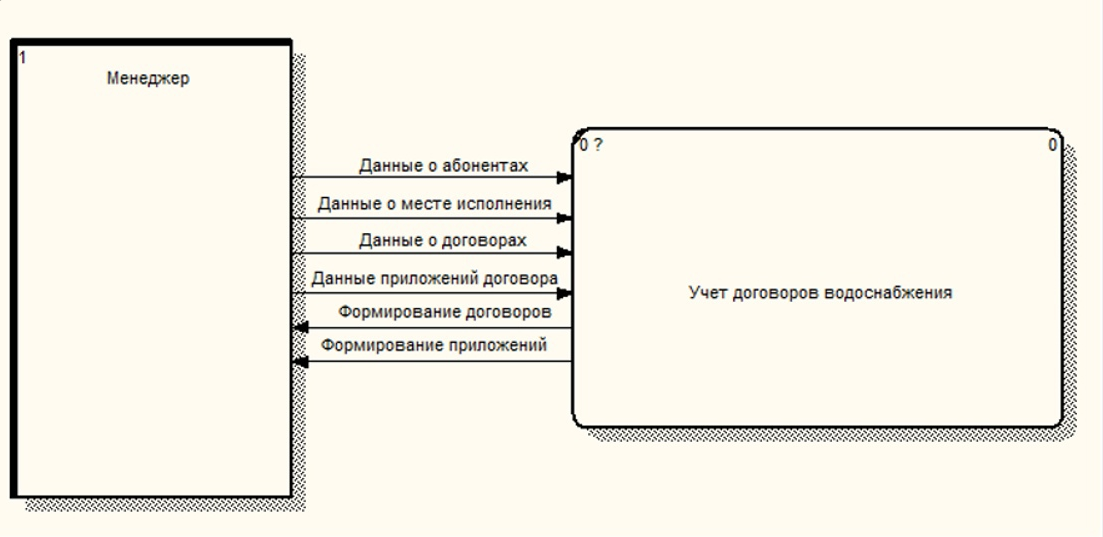 1
Менеджер
0 ?
0
Данные о абонентах
Данные о месте исполнения
Данные о договорах
Данные приложений договора
Учет договоров водоснабжения
Формирование договоров
Формирование приложений